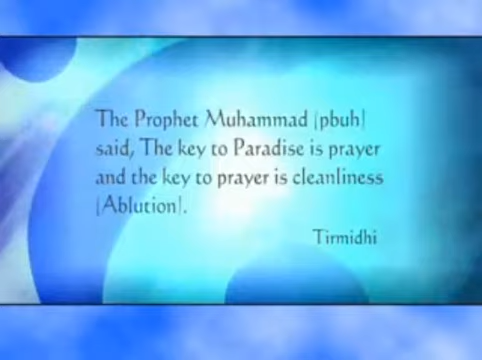 The Prophet Muhammad (pbuh)
said, The key to Paradise is prayer
and the key to prayer is cleanliness
(Ablution).
Tirmidhi